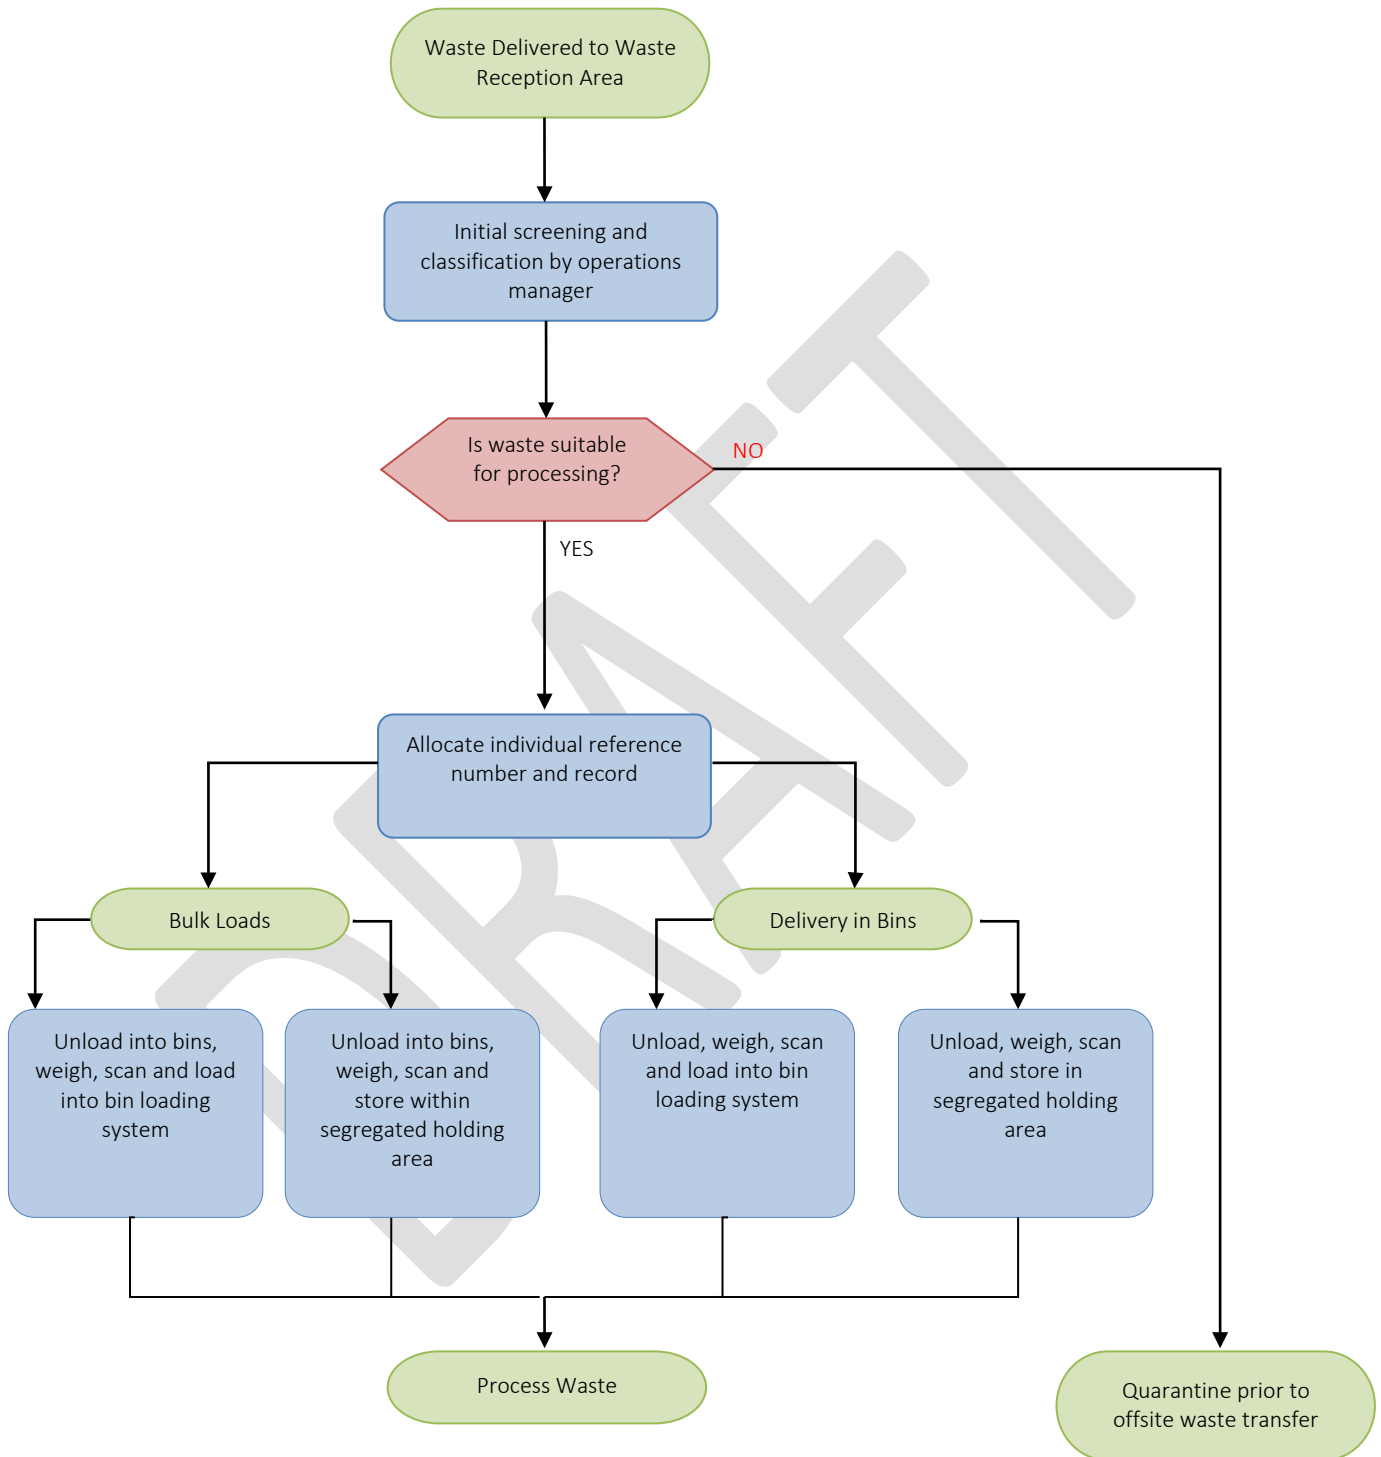 Waste Delivered to Waste
Reception Area
Initial screening and
classification by operations
manager
Is waste suitable
for processing?
NO
YES
Allocate individual reference
number and record
Bulk Loads
Delivery in Bins
Unload into bins,
weigh, scan and load
into bin loading
system
Unload into bins,
weigh, scan and
store within
segregated holding
area
Unload, weigh, scan
and load into bin
loading system
Unload, weigh, scan
and store in
segregated holding
area
Process Waste
Quarantine prior to
offsite waste transfer
DRAFT